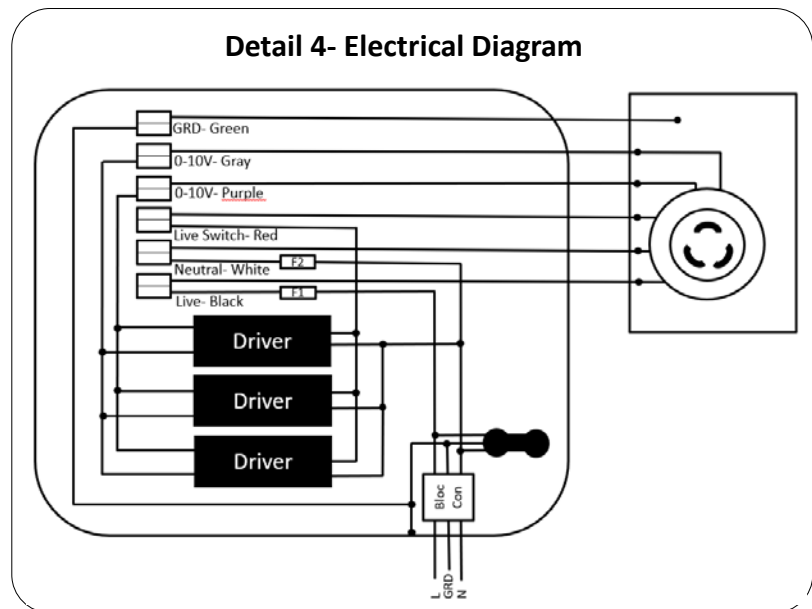 Detail 4- Electrical Diagram
GRD- Green
0-10V- Gray
0-10V- Purple
Live Switch- Red
Neutral- White
F2
Live- Black
F1
Driver
Driver
Driver
Bloc
Con
L
GRD
N